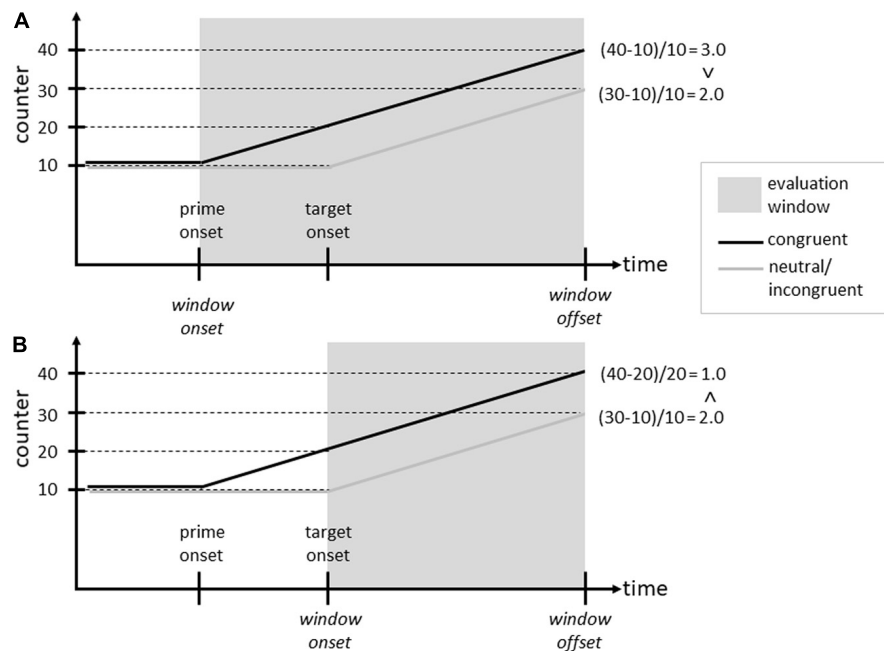 A
counter
40
30
20
10
(40-10)/10=3.0
>
(30-10)/10=2.0
prime
onset
target
onset
time
window
onset
window
offset
evaluation
window
congruent
neutral/
incongruent
B
counter
40
30
20
10
(40-20)/20=1.0
<
(30-10)/10=2.0
prime
onset
target
onset
time
window
onset
window
offset